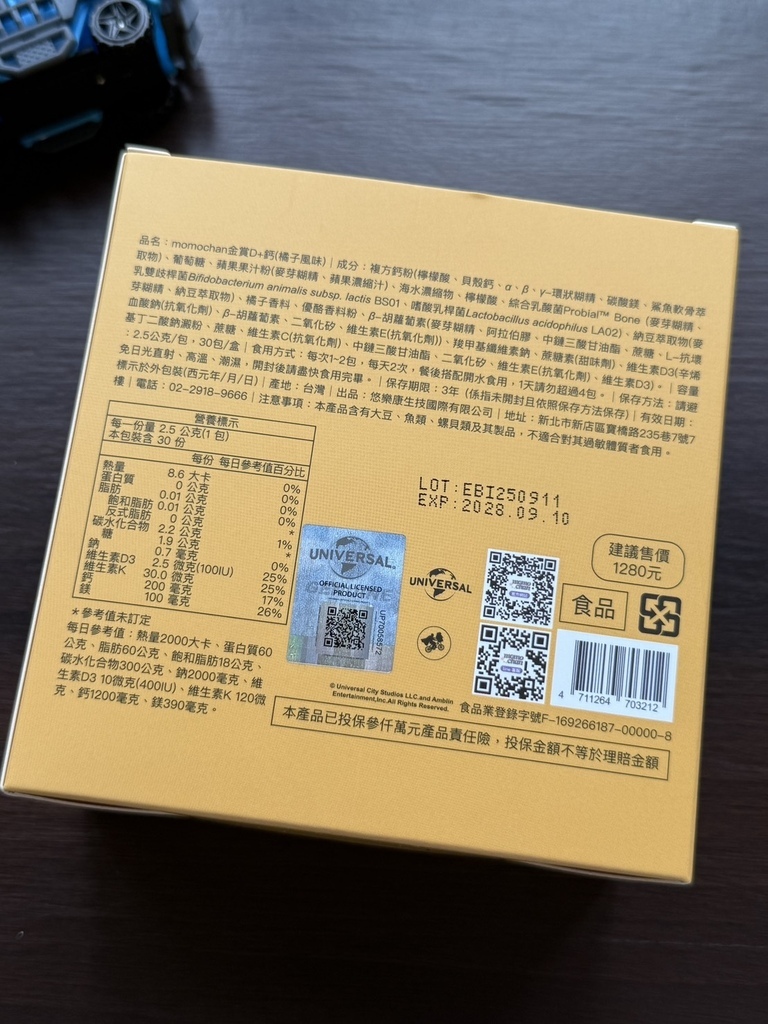 品名：momochan金賞D+鈣(橘子風味)｜成分：複方鈣粉(檸檬酸、貝殼鈣、α、β、γ-環狀糊精、碳酸鎂、鯊魚軟骨萃
取物)、葡萄糖、蘋果果汁粉(麥芽糊精、蘋果濃縮汁)、海水濃縮物、檸檬酸、綜合乳酸菌Probial™ Bone (麥芽糊精、
乳雙歧桿菌Bifidobacterium animalis subsp. lactis BS01、嗜酸乳桿菌Lactobacillus acidophilus LA02)、納豆萃取物(麥
芽糊精、納豆萃取物)、橘子香料、優酪香料粉、β-胡蘿蔔素(麥芽糊精、阿拉伯膠、中鏈三酸甘油酯、蔗糖、L-抗壞
血酸鈉(抗氧化劑)、β-胡蘿蔔素、二氧化矽、維生素E(抗氧化劑))、羧甲基纖維素鈉、蔗糖素(甜味劑)、維生素D3(辛烯
基丁二酸鈉澱粉、蔗糖、維生素C(抗氧化劑)、中鏈三酸甘油酯、二氧化矽、維生素E(抗氧化劑)、維生素D3)。｜容量
：2.5公克/包，30包/盒｜食用方式：每次1~2包，每天2次，餐後搭配開水食用，1天請勿超過4包。｜保存方法：請避
免日光直射、高溫、潮濕，開封後請盡快食用完畢。｜保存期限：3年（係指未開封且依照保存方法保存)｜有效日期：
標示於外包裝(西元年/月/日)｜產地：台灣｜出品：悠樂康生技國際有限公司｜地址：新北市新店區寶橋路235巷7號7
樓｜電話：02-2918-9666｜注意事項：本產品含有大豆、魚類、螺貝類及其製品，不適合對其過敏體質者食用。
營養標示
每一份量 2.5 公克(1 包)
本包裝含 30 份
每份 每日參考值百分比
熱量 8.6 大卡 0%
蛋白質 0 公克 0%
脂肪 0.01 公克 0%
飽和脂肪 0.01 公克 0%
反式脂肪 0 公克 *
碳水化合物 2.2 公克 1%
糖 1.9 公克 *
鈉 0.7 毫克 0%
維生素D3 2.5 微克(100IU) 25%
維生素K 30.0 微克 25%
鈣 200 毫克 17%
鎂 100 毫克 26%
*參考值未訂定
每日參考值：熱量2000大卡、蛋白質60
公克、脂肪60公克、飽和脂肪18公克、
碳水化合物300公克、鈉2000毫克、維
生素D3 10微克(400IU)、維生素K 120微
克、鈣1200毫克、鎂390毫克。
LOT:EBI250911
EXP:2028.09.10
UNIVERSAL
OFFICIAL LICENSED
PRODUCT
UP70058572
UNIVERSAL
建議售價
1280元
食品
4 711264 703212
© Universal City Studios LLC.and Amblin
Entertainment,Inc.All Rights Reserved.
食品業登錄字號F-169266187-00000-8
本產品已投保參仟萬元產品責任險，投保金額不等於理賠金額